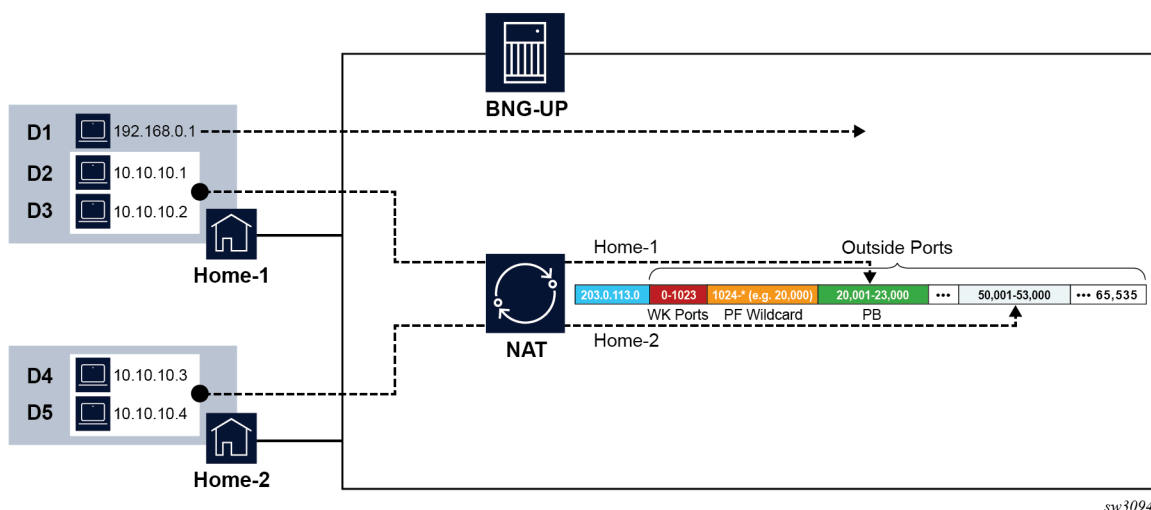 BNG-UP
D1 192.168.0.1
D2 10.10.10.1
D3 10.10.10.2
Home-1
Home-1
Outside Ports
203.0.113.0 0-1023 1024-* (e.g. 20,000) 20,001-23,000 ••• 50,001-53,000 ••• 65,535
WK Ports PF Wildcard PB
Home-2
NAT
D4 10.10.10.3
D5 10.10.10.4
Home-2
sw3094